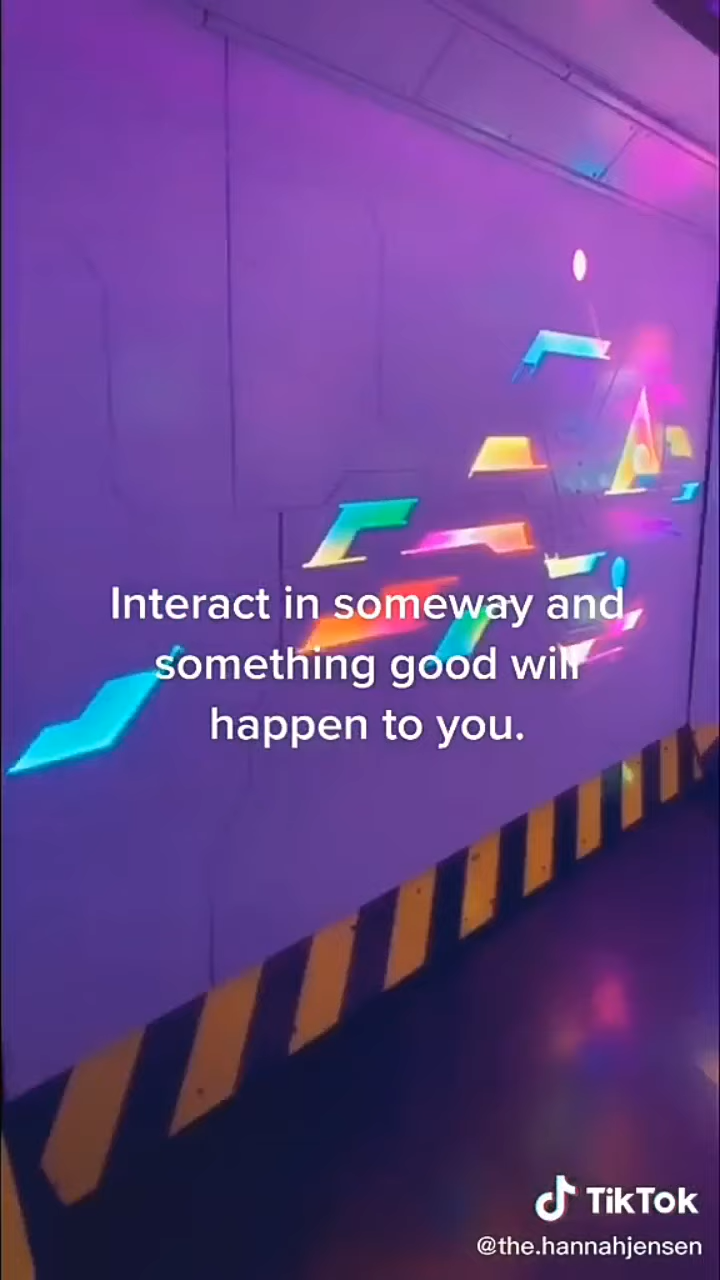 Interact in someway and
something good will
happen to you.
TikTok
@the.hannahjensen